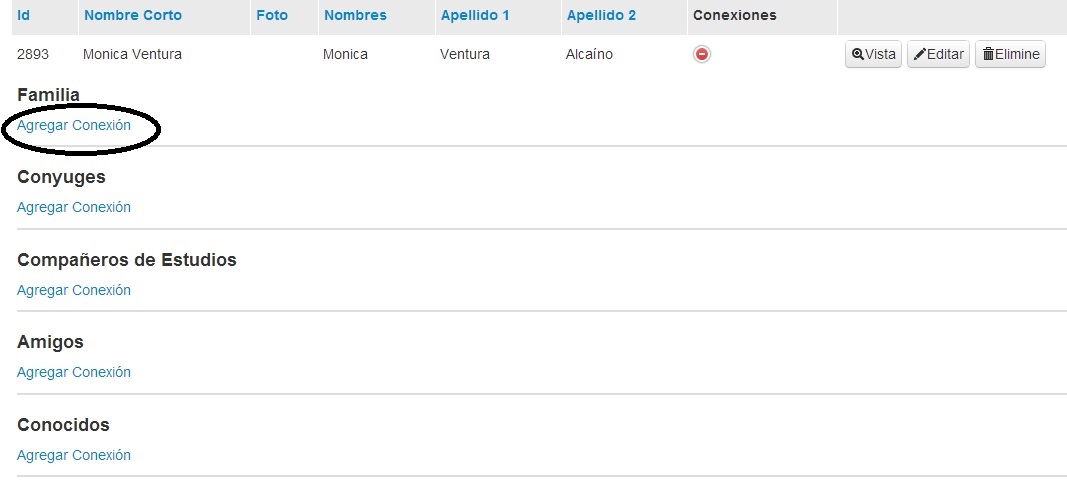 Id Nombre Corto Foto Nombres Apellido 1 Apellido 2 Conexiones
2893 Monica Ventura Monica Ventura Alcaíno Vista Editar Elimine
Familia
Agregar Conexión
Conyuges
Agregar Conexión
Compañeros de Estudios
Agregar Conexión
Amigos
Agregar Conexión
Conocidos
Agregar Conexión